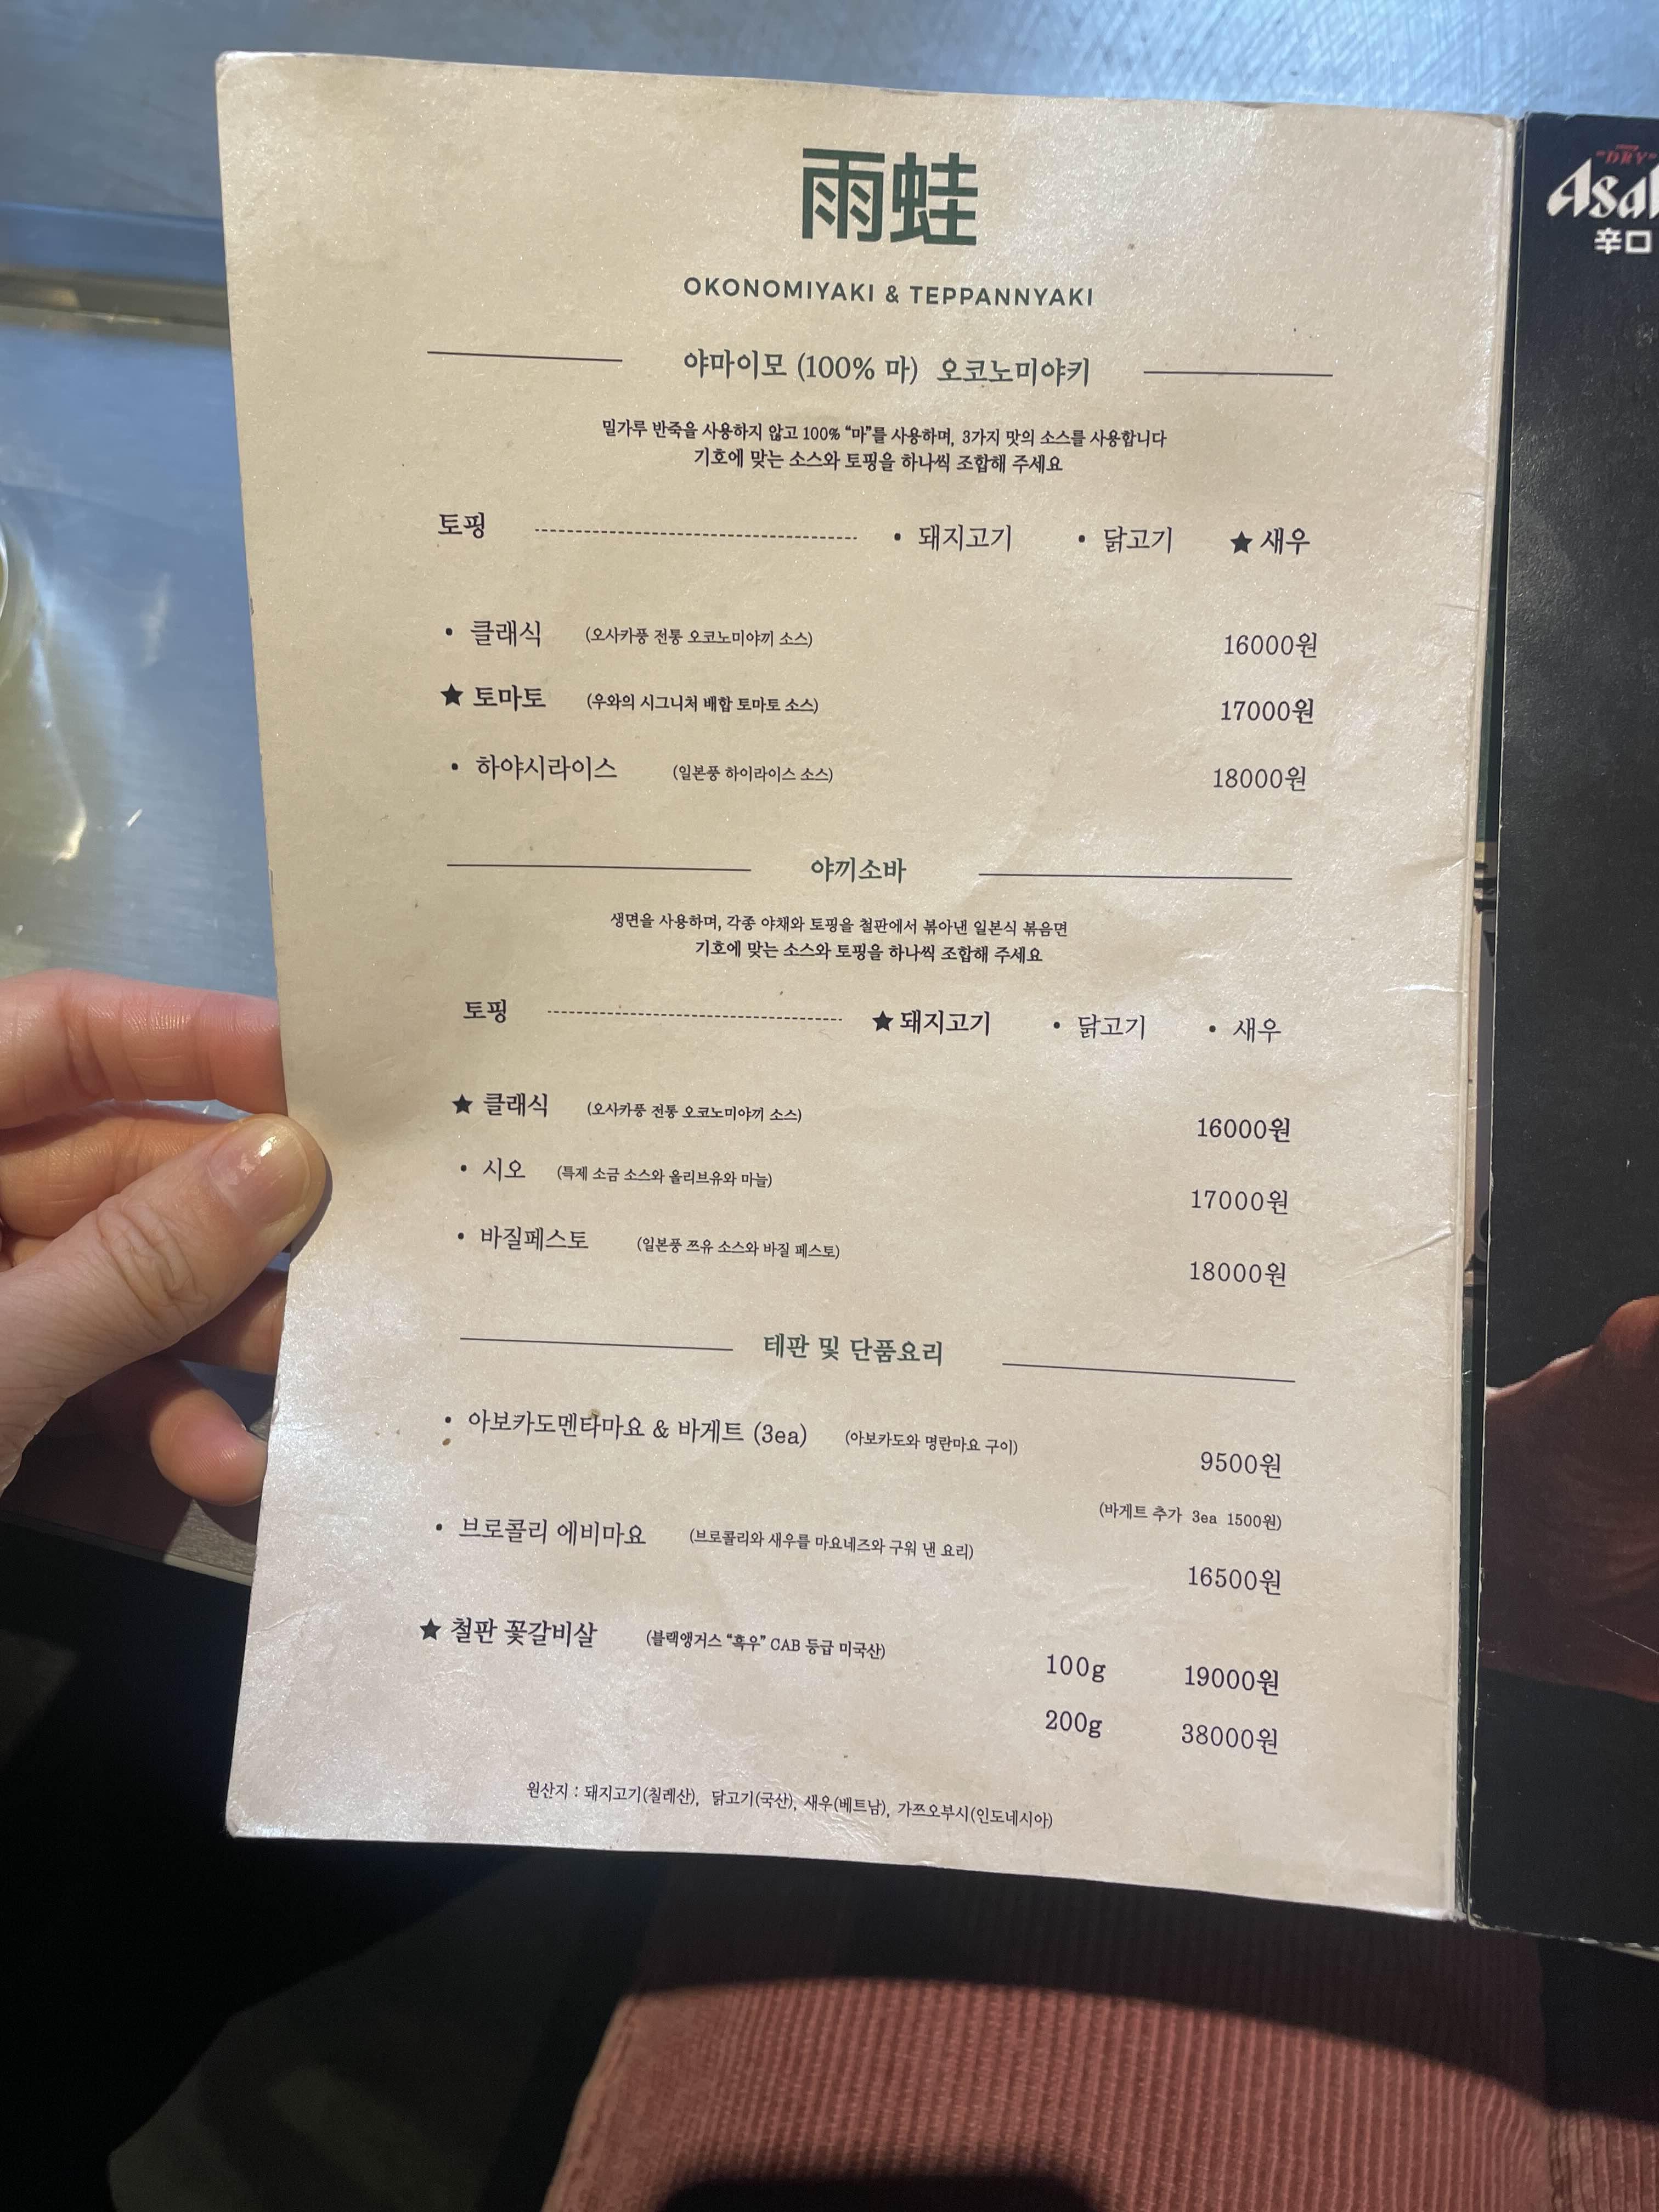 雨蛙
OKONOMIYAKI & TEPPANNYAKI
야마이모 (100% 마) 오코노미야키
밀가루 반죽을 사용하지 않고 100% “마”를 사용하며, 3가지 맛의 소스를 사용합니다
기호에 맞는 소스와 토핑을 하나씩 조합해 주세요
토핑 • 돼지고기 • 닭고기 ★ 새우
• 클래식 (오사카풍 전통 오코노미야끼 소스) 16000원
★ 토마토 (우와의 시그니처 배합 토마토 소스) 17000원
• 하야시라이스 (일본풍 하이라이스 소스) 18000원
야끼소바
생면을 사용하며, 각종 야채와 토핑을 철판에서 볶아낸 일본식 볶음면
기호에 맞는 소스와 토핑을 하나씩 조합해 주세요
토핑 ★ 돼지고기 • 닭고기 • 새우
★ 클래식 (오사카풍 전통 오코노미야끼 소스) 16000원
• 시오 (특제 소금 소스와 올리브유와 마늘) 17000원
• 바질페스토 (일본풍 쯔유 소스와 바질 페스토) 18000원
테판 및 단품요리
• 아보카도멘타마요 & 바게트 (3ea) (아보카도와 명란마요 구이) 9500원
(바게트 추가 3ea 1500원)
• 브로콜리 에비마요 (브로콜리와 새우를 마요네즈와 구워 낸 요리) 16500원
★ 철판 꽃갈비살 (블랙앵거스 “흑우” CAB 등급 미국산) 100g 19000원
200g 38000원
원산지 : 돼지고기(칠레산), 닭고기(국산), 새우(베트남), 가쯔오부시(인도네시아)
"DRY"
Asa
辛口